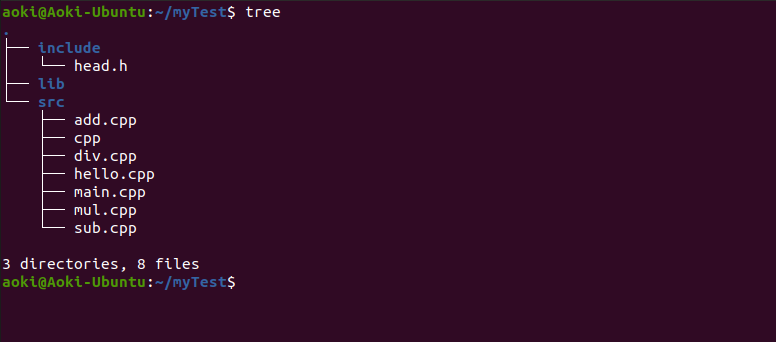 aoki@Aoki-Ubuntu:~/myTest$ tree
.
├── include
│   └── head.h
├── lib
└── src
    ├── add.cpp
    ├── cpp
    ├── div.cpp
    ├── hello.cpp
    ├── main.cpp
    ├── mul.cpp
    └── sub.cpp

3 directories, 8 files
aoki@Aoki-Ubuntu:~/myTest$